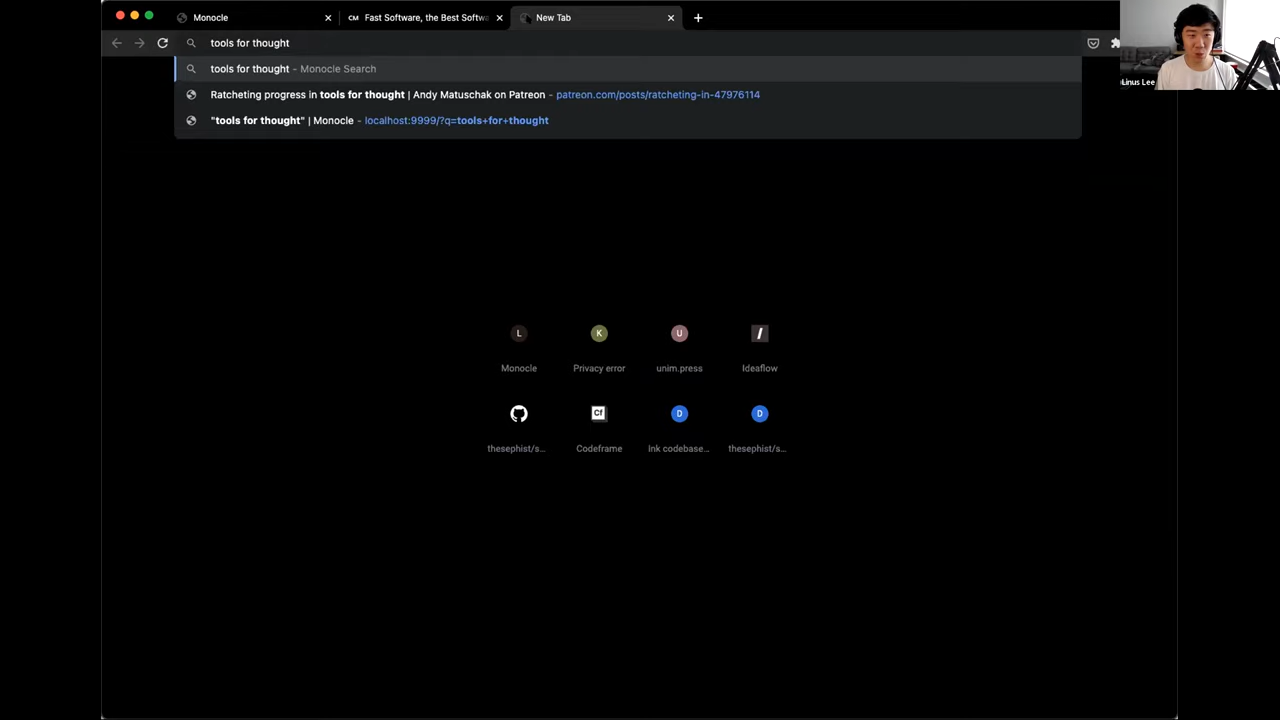 Monocle
CM Fast Software, the Best Softwa
New Tab
tools for thought
tools for thought - Monocle Search
Ratcheting progress in tools for thought | Andy Matuschak on Patreon - patreon.com/posts/ratcheting-in-47976114
"tools for thought" | Monocle - localhost:9999/?q=tools+for+thought
Linus Lee
L
K
U
/
Monocle
Privacy error
unim.press
Ideaflow
Cf
D
D
thesephist/s...
Codeframe
Ink codebase...
thesephist/s...